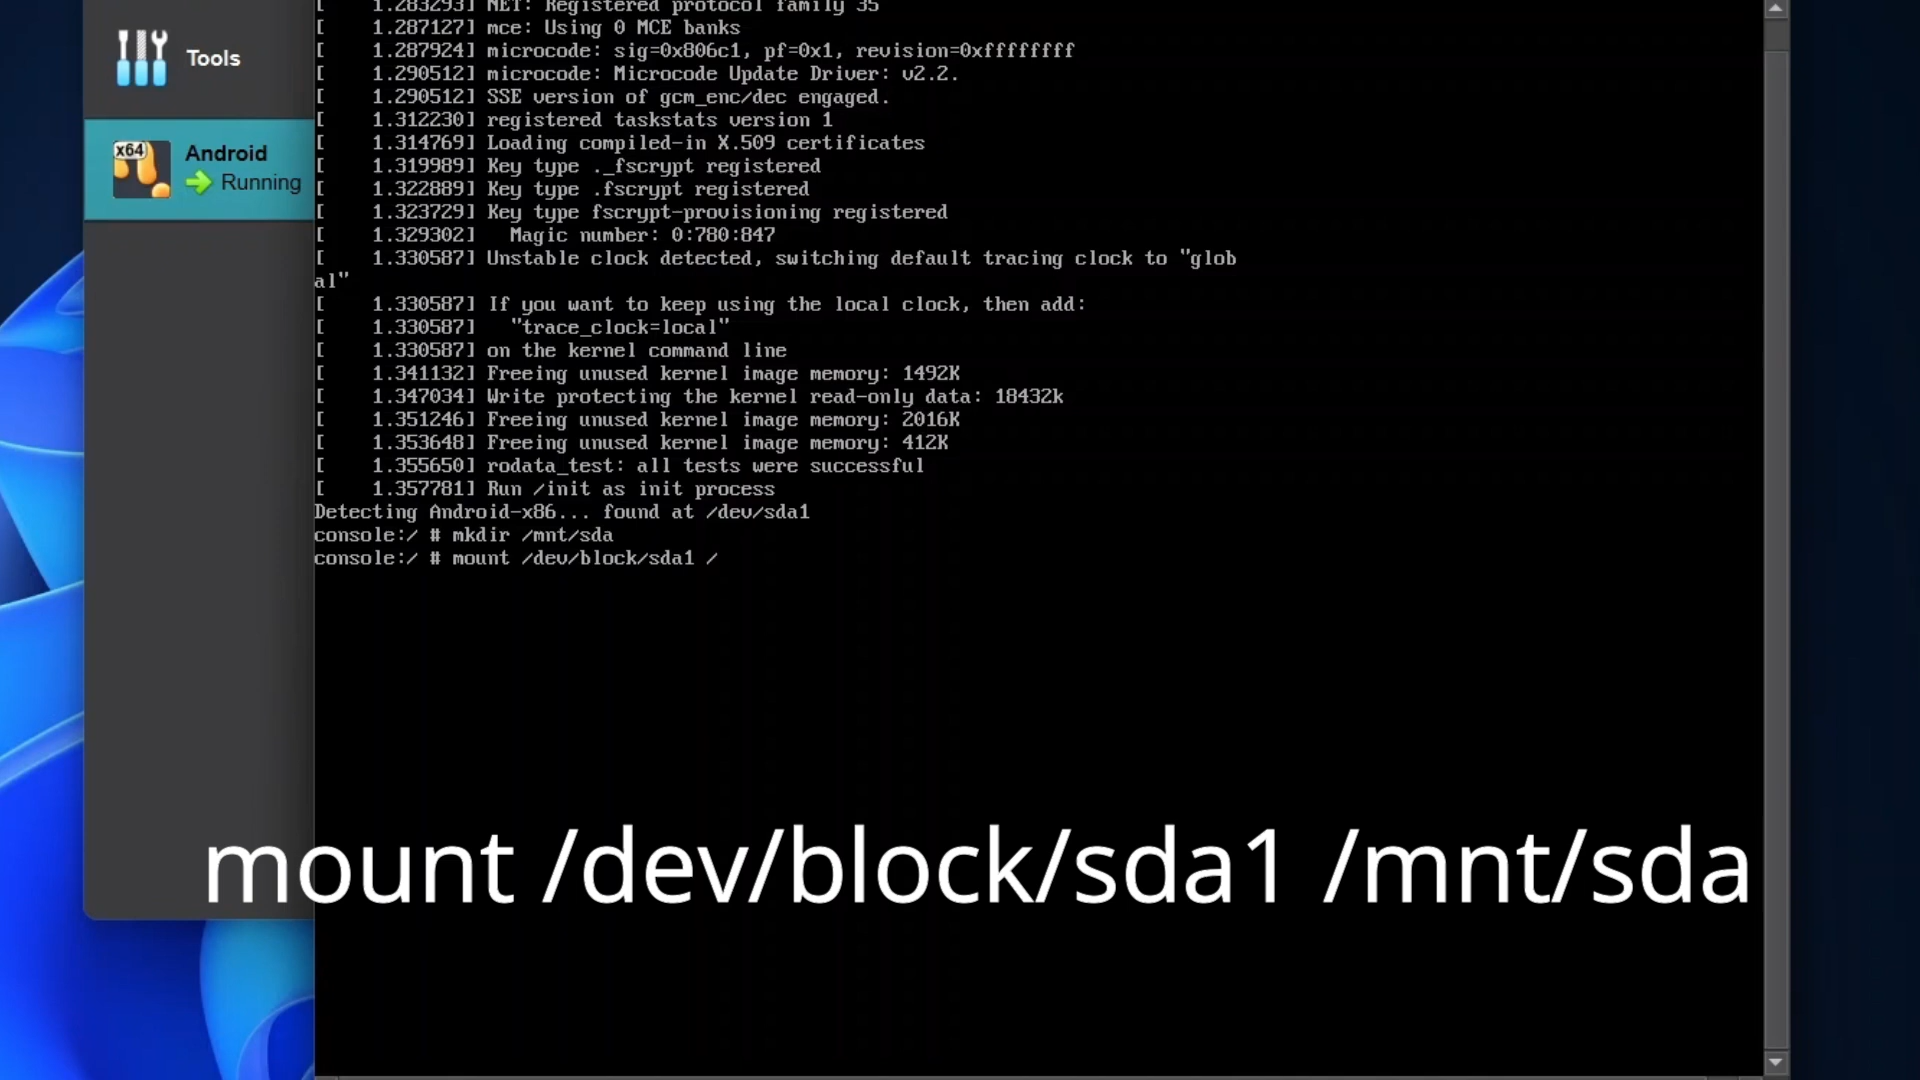 Tools
x64
Android
Running
[    1.283293] NET: Registered protocol family 35
[    1.287127] mce: Using 0 MCE banks
[    1.287924] microcode: sig=0x806c1, pf=0x1, revision=0xffffffff
[    1.290512] microcode: Microcode Update Driver: v2.2.
[    1.290512] SSE version of gcm_enc/dec engaged.
[    1.312230] registered taskstats version 1
[    1.314769] Loading compiled-in X.509 certificates
[    1.319989] Key type ._fscrypt registered
[    1.322889] Key type .fscrypt registered
[    1.323729] Key type fscrypt-provisioning registered
[    1.329302]   Magic number: 0:780:847
[    1.330587] Unstable clock detected, switching default tracing clock to "glob
al"
[    1.330587] If you want to keep using the local clock, then add:
[    1.330587]   "trace_clock=local"
[    1.330587] on the kernel command line
[    1.341132] Freeing unused kernel image memory: 1492K
[    1.347034] Write protecting the kernel read-only data: 18432k
[    1.351246] Freeing unused kernel image memory: 2016K
[    1.353648] Freeing unused kernel image memory: 412K
[    1.355650] rodata_test: all tests were successful
[    1.357781] Run /init as init process
Detecting Android-x86... found at /dev/sda1
console:/ # mkdir /mnt/sda
console:/ # mount /dev/block/sda1 /
mount /dev/block/sda1 /mnt/sda